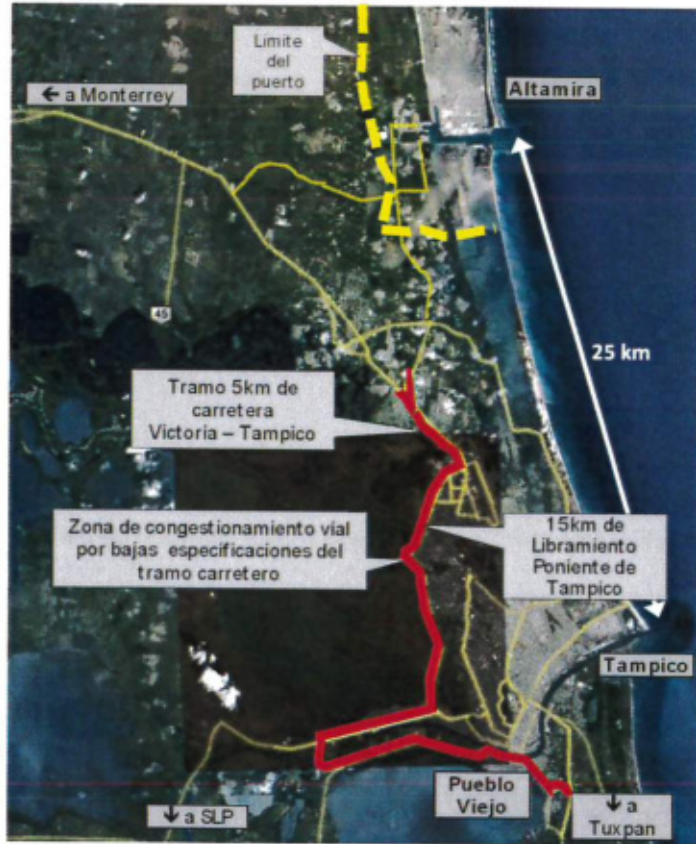 Limite
del
puerto
← a Monterrey
Altamira
45
25 km
Tramo 5km de
carretera
Victoria – Tampico
Zona de congestionamiento vial
por bajas especificaciones del
tramo carretero
15km de
Libramiento
Poniente de
Tampico
Tampico
Pueblo
Viejo
↓ a SLP
↓ a
Tuxpan